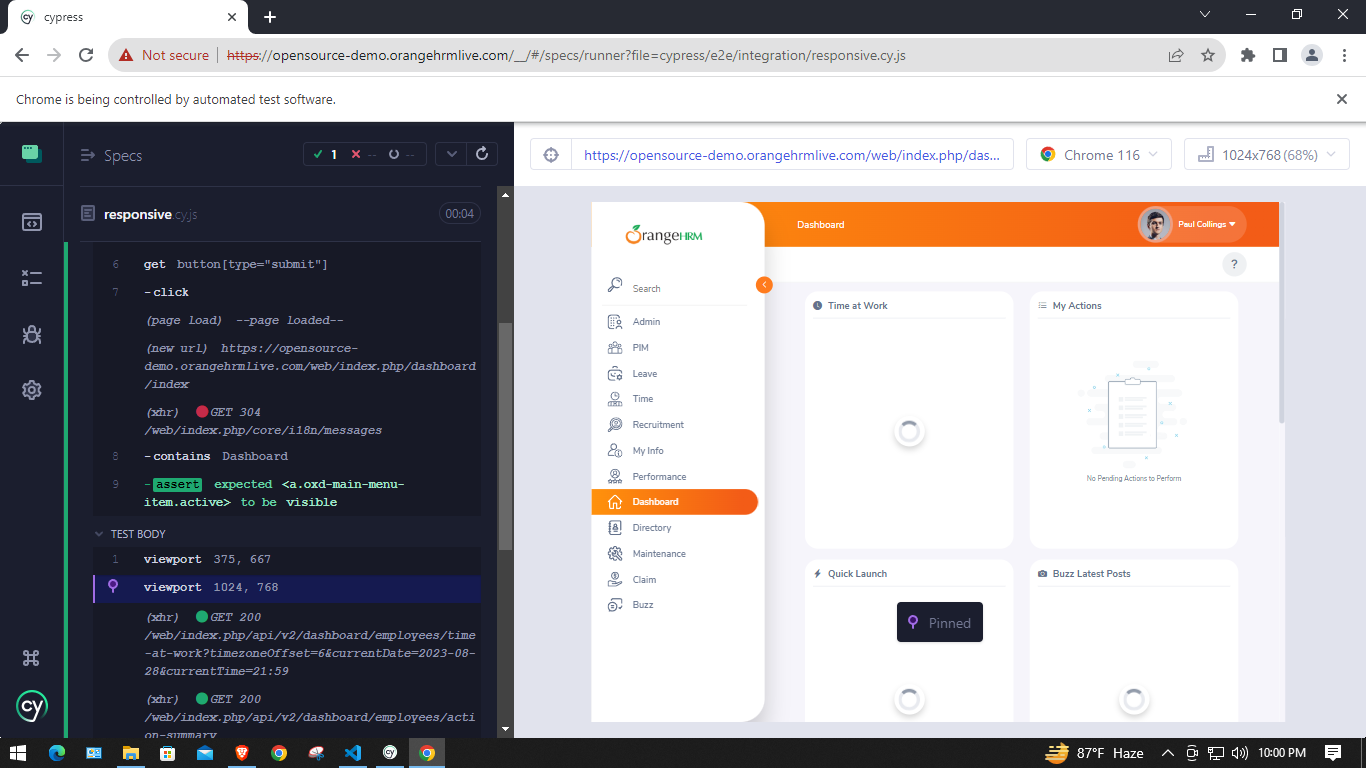 cypress
Not secure
https://opensource-demo.orangehrmlive.com/__/#/specs/runner?file=cypress/e2e/integration/responsive.cy.js
Chrome is being controlled by automated test software.
Specs
1 -- --
responsive.cy.js
00:04
6 get button[type="submit"]
7 -click
(page load) --page loaded--
(new url) https://opensource-
demo.orangehrmlive.com/web/index.php/dashboard
/index
(xhr) GET 304
/web/index.php/core/i18n/messages
8 -contains Dashboard
9 -assert expected <a.oxd-main-menu-
item.active> to be visible
TEST BODY
1 viewport 375, 667
viewport 1024, 768
(xhr) GET 200
/web/index.php/api/v2/dashboard/employees/time
-at-work?timezoneOffset=6&currentDate=2023-08-
28&currentTime=21:59
(xhr) GET 200
/web/index.php/api/v2/dashboard/employees/acti
on-summary
cy
https://opensource-demo.orangehrmlive.com/web/index.php/das...
Chrome 116
1024x768 (68%)
OrangeHRM
Search
Admin
PIM
Leave
Time
Recruitment
My Info
Performance
Dashboard
Directory
Maintenance
Claim
Buzz
Dashboard
Paul Collings
?
Time at Work
My Actions
No Pending Actions to Perform
Quick Launch
Buzz Latest Posts
Pinned
87°F Haze
10:00 PM